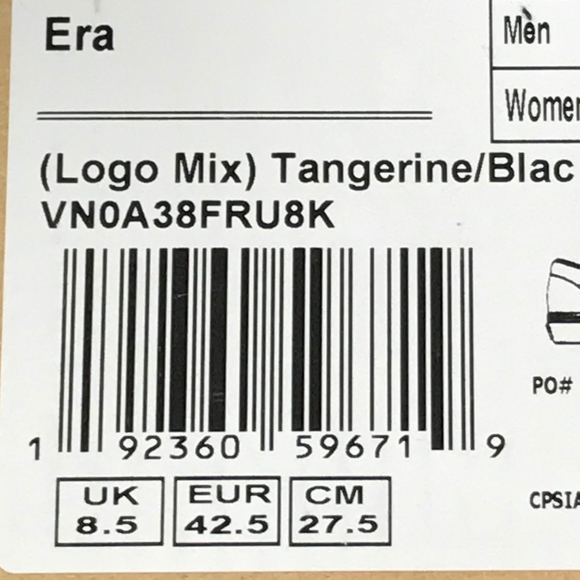 Era
Men
Women
(Logo Mix) Tangerine/Blac
VN0A38FRU8K
PO#
1 92360 59671 9
UK EUR CM
8.5 42.5 27.5
CPSIA